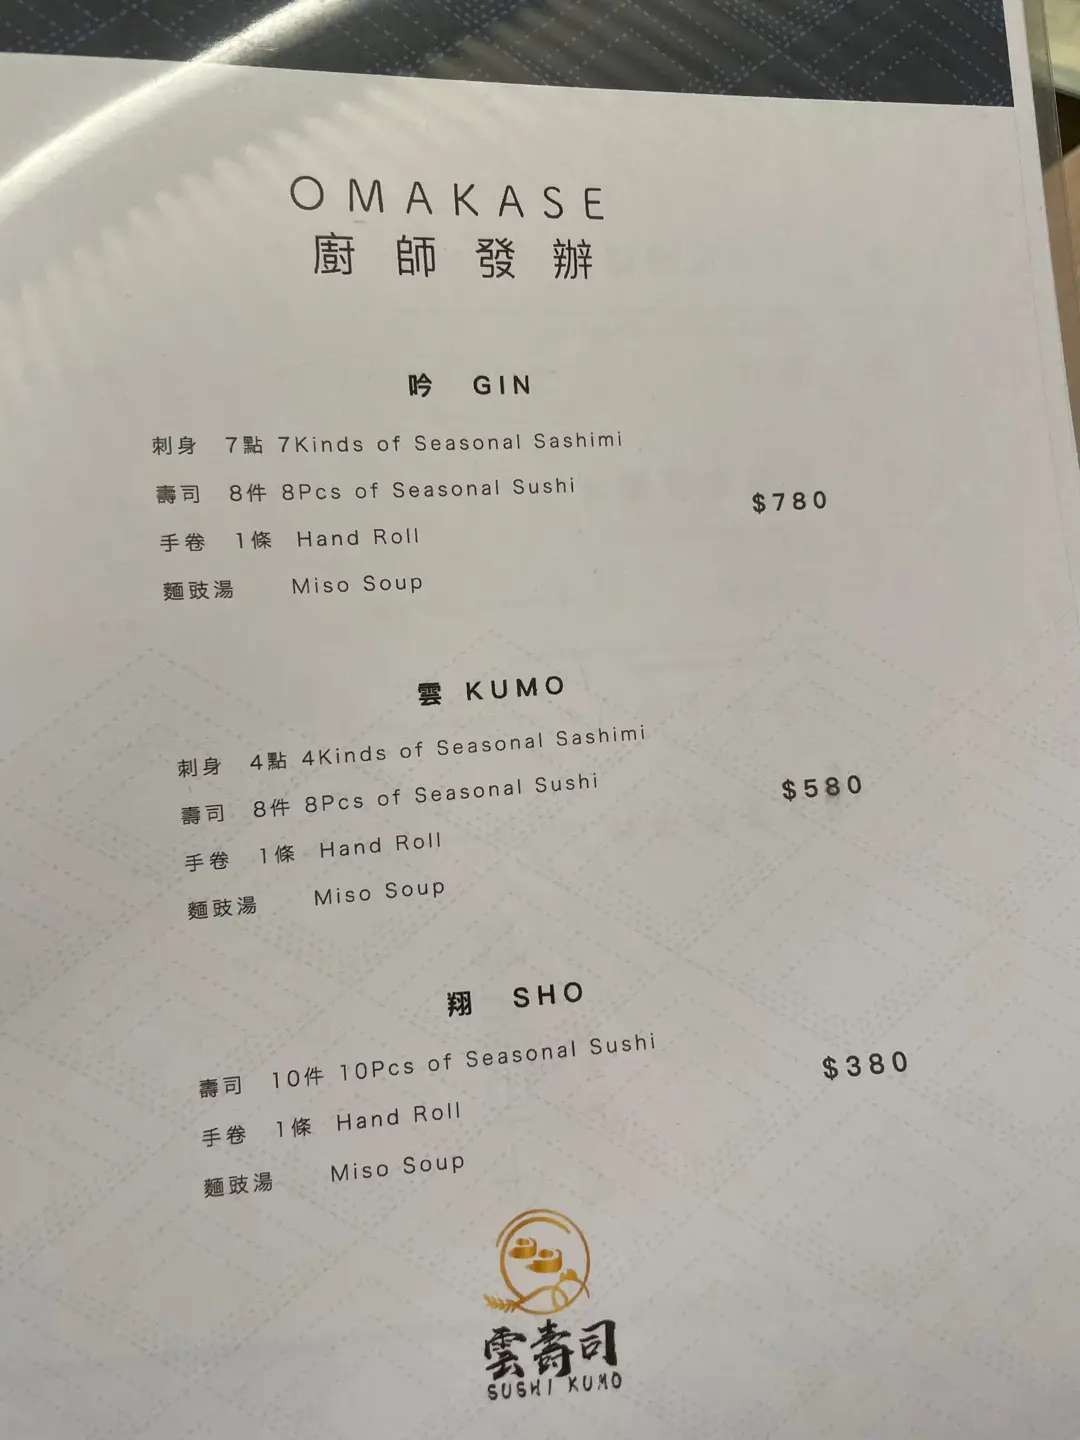 OMAKASE
廚師發辦
吟 GIN
刺身 7點 7Kinds of Seasonal Sashimi
壽司 8件 8Pcs of Seasonal Sushi
手卷 1條 Hand Roll
麵豉湯 Miso Soup
$780
雲 KUMO
刺身 4點 4Kinds of Seasonal Sashimi
壽司 8件 8Pcs of Seasonal Sushi
手卷 1條 Hand Roll
麵豉湯 Miso Soup
$580
翔 SHO
壽司 10件 10Pcs of Seasonal Sushi
手卷 1條 Hand Roll
麵豉湯 Miso Soup
$380
雲壽司
SUSHI KUMO